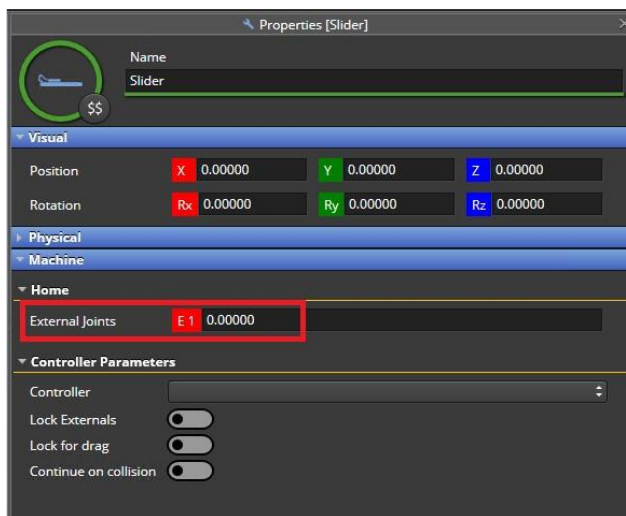 Properties [Slider]
Name
Slider
$$
Visual
Position X 0.00000 Y 0.00000 Z 0.00000
Rotation Rx 0.00000 Ry 0.00000 Rz 0.00000
Physical
Machine
Home
External Joints E 1 0.00000
Controller Parameters
Controller
Lock Externals
Lock for drag
Continue on collision